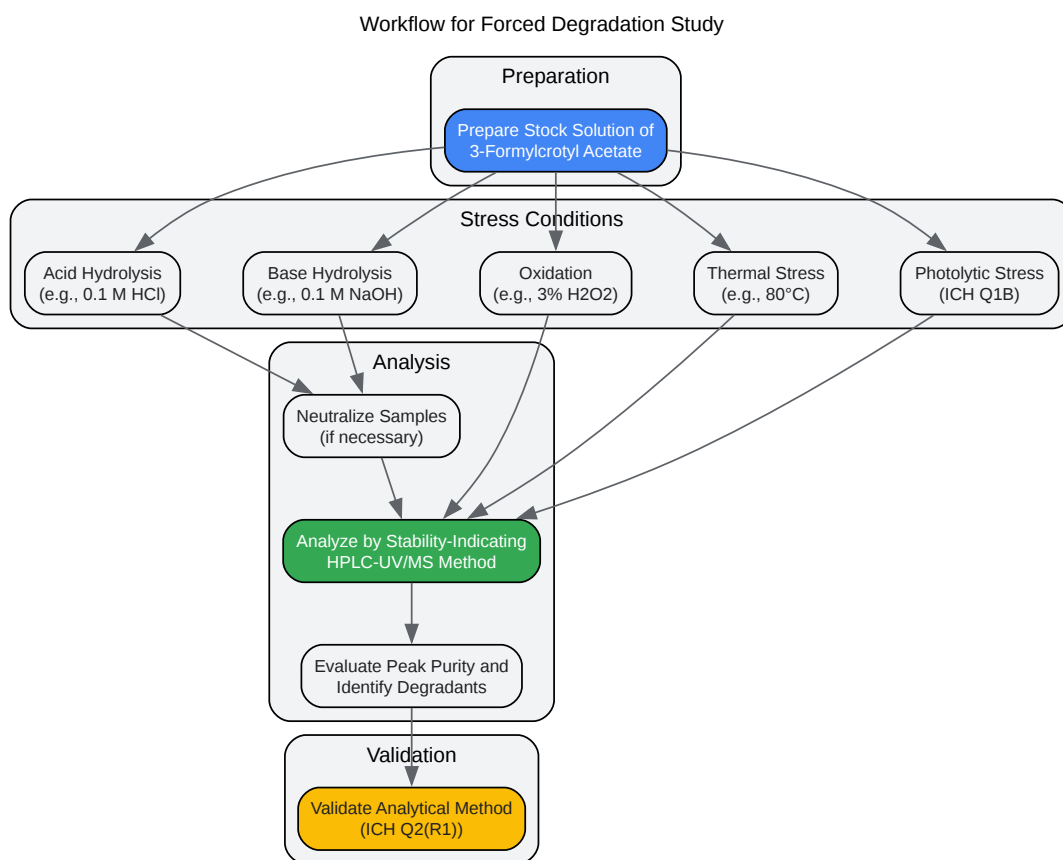 Workflow for Forced Degradation Study
Preparation
Prepare Stock Solution of
3-Formylcrotyl Acetate
Stress Conditions
Acid Hydrolysis
(e.g., 0.1 M HCl)
Base Hydrolysis
(e.g., 0.1 M NaOH)
Oxidation
(e.g., 3% H2O2)
Thermal Stress
(e.g., 80°C)
Photolytic Stress
(ICH Q1B)
Analysis
Neutralize Samples
(if necessary)
Analyze by Stability-Indicating
HPLC-UV/MS Method
Evaluate Peak Purity and
Identify Degradants
Validation
Validate Analytical Method
(ICH Q2(R1))